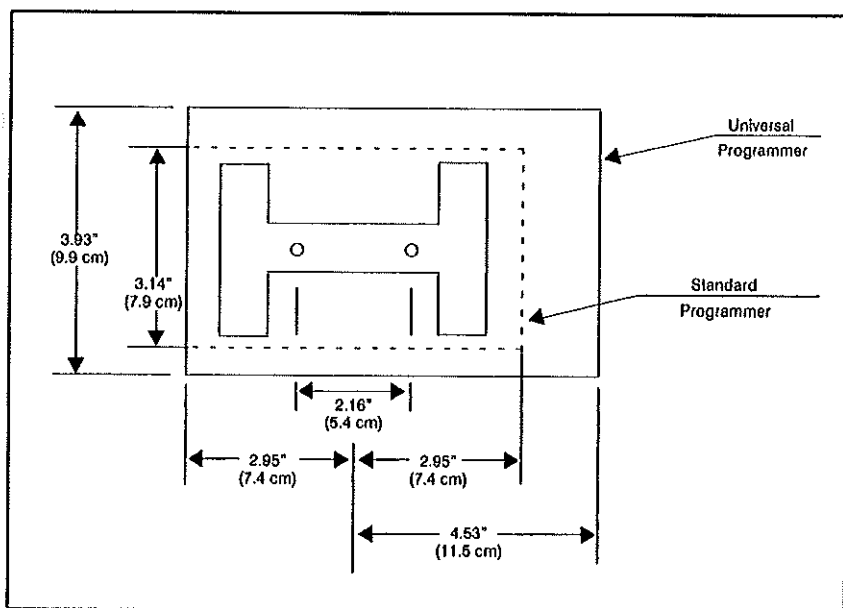 Universal
Programmer
3.93"
(9.9 cm)
3.14"
(7.9 cm)
Standard
Programmer
2.16"
(5.4 cm)
2.95"
(7.4 cm)
2.95"
(7.4 cm)
4.53"
(11.5 cm)